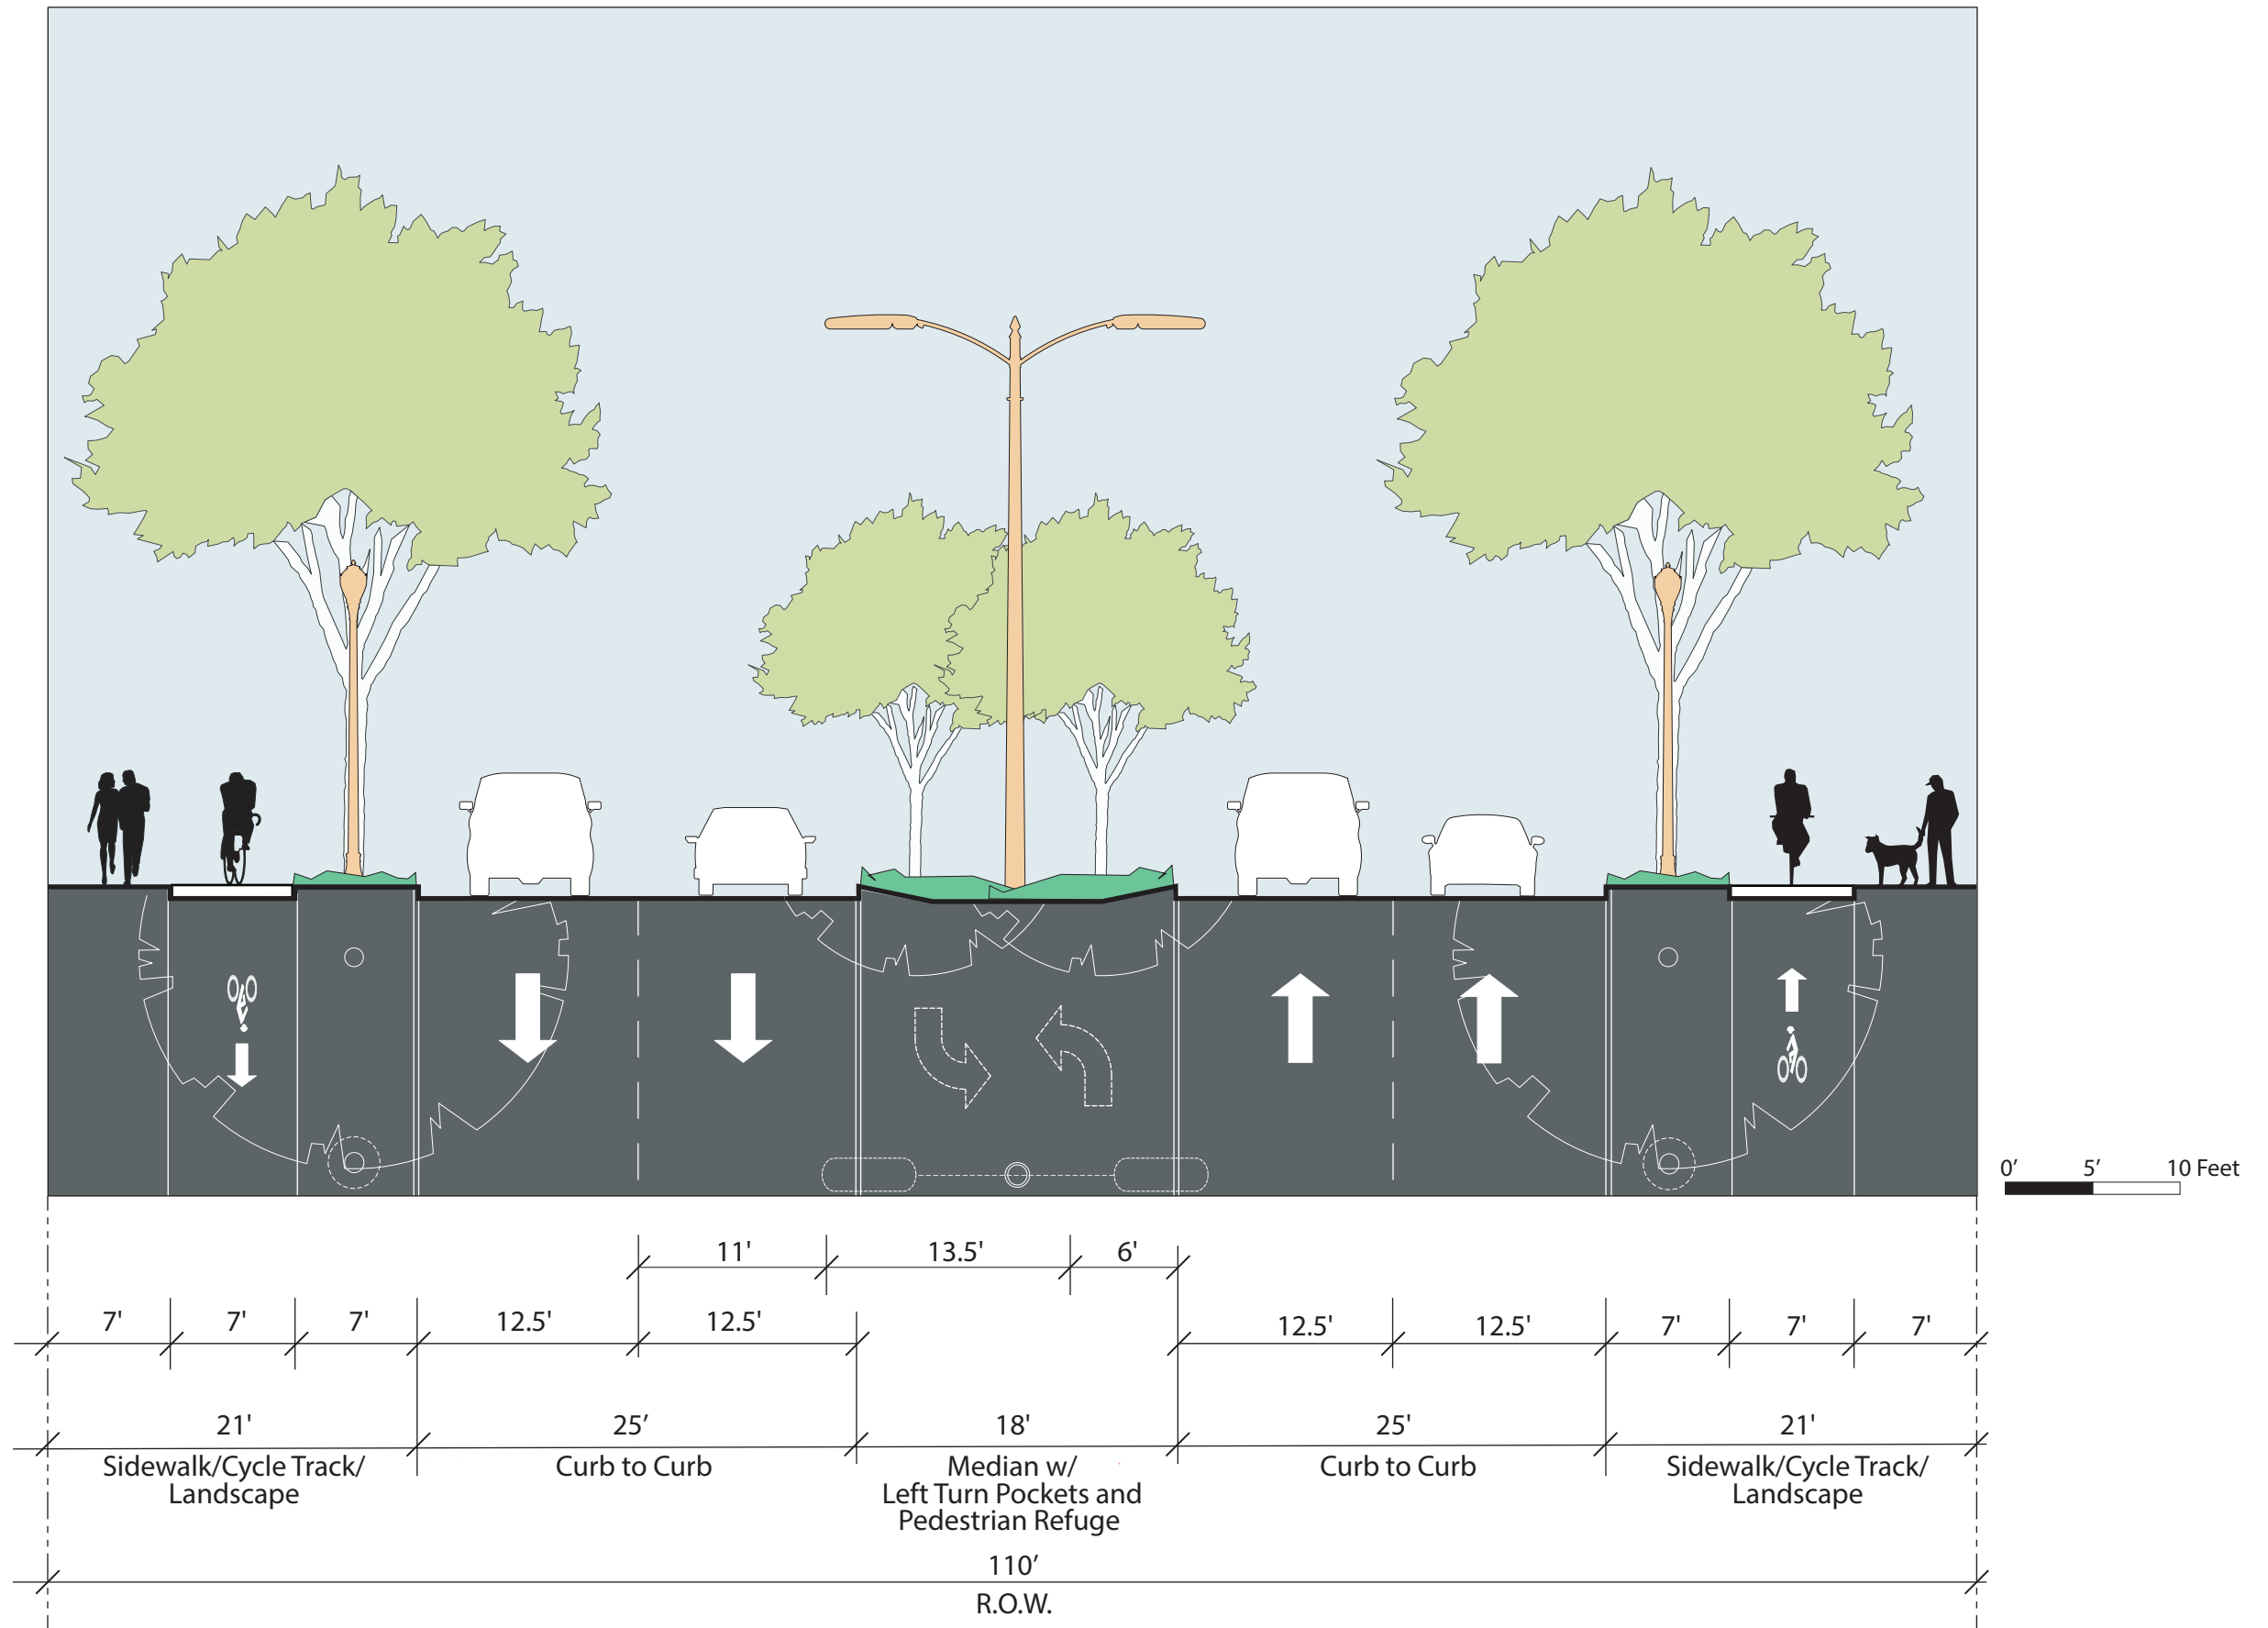 0′ 5′ 10 Feet
11' 13.5' 6'
7' 7' 7' 12.5' 12.5' 12.5' 12.5' 7' 7' 7'
21' 25′ 18' 25' 21'
Sidewalk/Cycle Track/
Landscape
Curb to Curb
Median w/
Left Turn Pockets and
Pedestrian Refuge
Curb to Curb
Sidewalk/Cycle Track/
Landscape
110′
R.O.W.